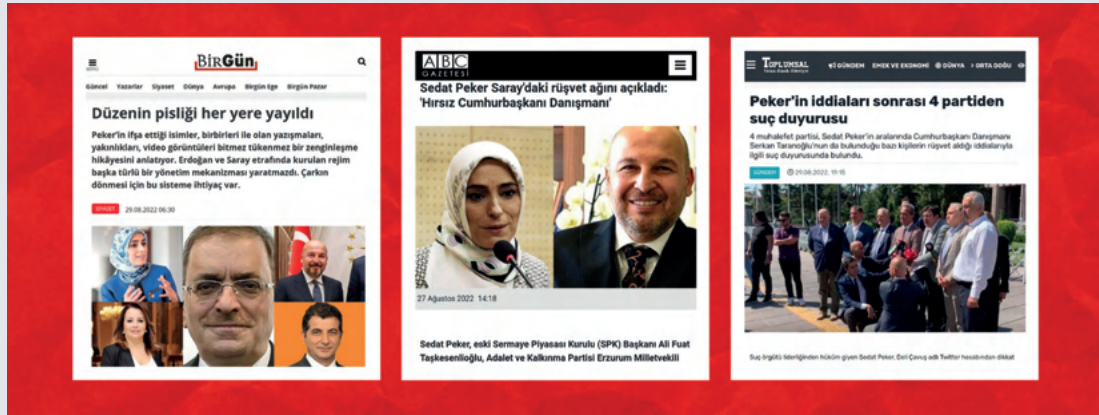 MENÜ
BirGün
Güncel Yazarlar Siyaset Dünya Avrupa Birgün Ege Birgün Pazar
Düzenin pisliği her yere yayıldı
Peker'in ifşa ettiği isimler, birbirleri ile olan yazışmaları,
yakınlıkları, video görüntüleri bitmez tükenmez bir zenginleşme
hikâyesini anlatıyor. Erdoğan ve Saray etrafında kurulan rejim
başka türlü bir yönetim mekanizması yaratmazdı. Çarkın
dönmesi için bu sisteme ihtiyaç var.
SİYASET 29.08.2022 06:30
ABC
GAZETESİ
Sedat Peker Saray'daki rüşvet ağını açıkladı:
'Hırsız Cumhurbaşkanı Danışmanı'
27 Ağustos 2022 14:18
Sedat Peker, eski Sermaye Piyasası Kurulu (SPK) Başkanı Ali Fuat
Taşkesenlioğlu, Adalet ve Kalkınma Partisi Erzurum Milletvekili
TOPLUMSAL
GÜNDEM EMEK VE EKONOMİ DÜNYA ORTA DOĞU
Peker'in iddiaları sonrası 4 partiden
suç duyurusu
4 muhalefet partisi, Sedat Peker'in aralarında Cumhurbaşkanı Danışmanı
Serkan Taranoğlu'nun da bulunduğu bazı kişilerin rüşvet aldığı iddialarıyla
ilgili suç duyurusunda bulundu.
GÜNDEM 29.08.2022, 19:15
Suç örgütü liderliğinden hüküm giyen Sedat Peker, Deli Çavuş adlı Twitter hesabından dikkat